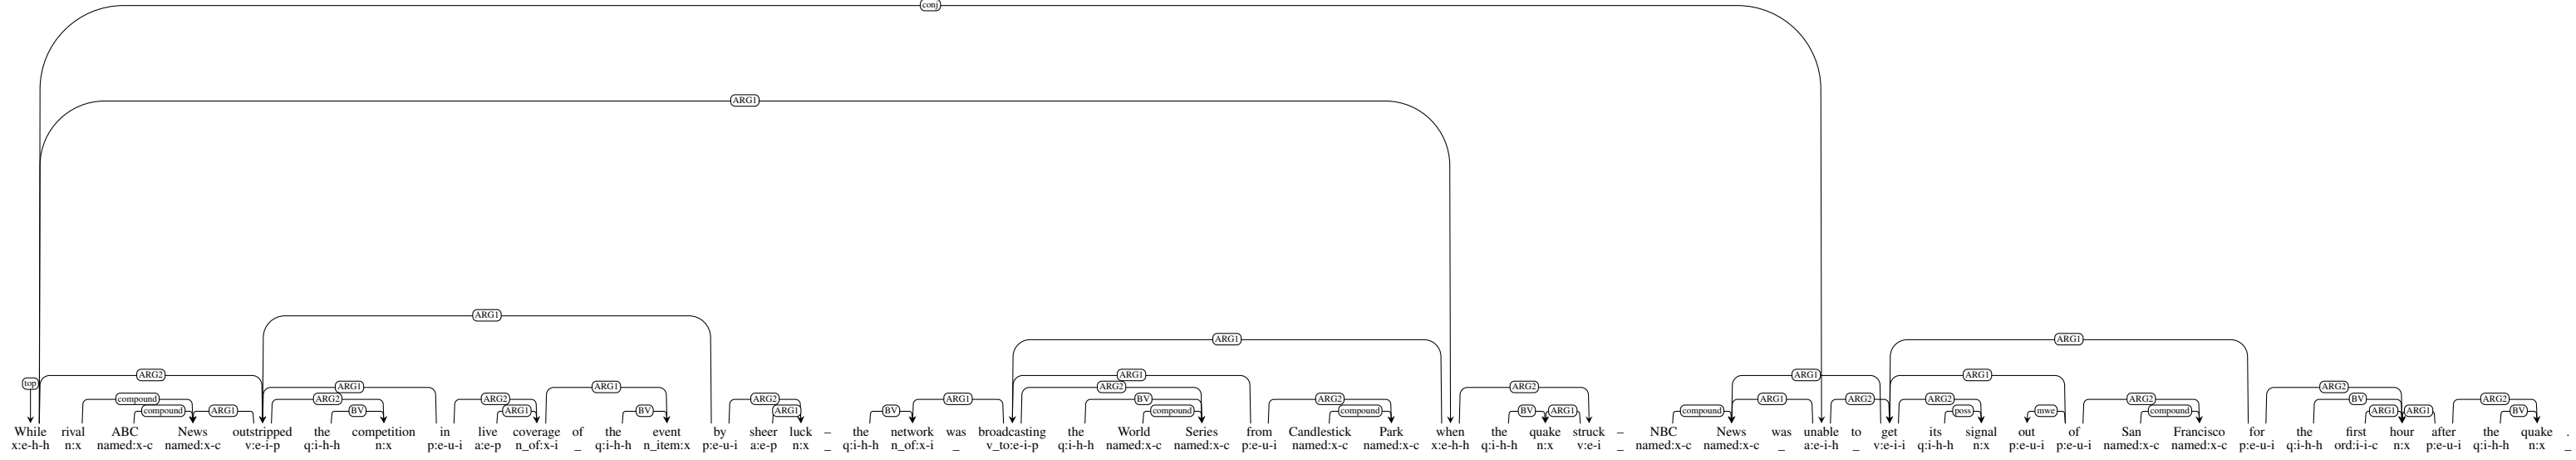 conj
ARG1
ARG1
ARG1 ARG1
top ARG2 ARG1 ARG1 ARG1
ARG1 ARG1 ARG2 ARG2 ARG2
compound ARG2 ARG2 ARG2 ARG1 BV ARG2 ARG1 ARG2 ARG2 ARG2 BV ARG2
compound ARG1 BV ARG1 BV ARG1 BV compound compound BV ARG1 compound poss mwe compound ARG1 ARG1 BV
While rival ABC News outstripped the competition in live coverage of the event by sheer luck – the network was broadcasting the World Series from Candlestick Park when the quake struck – NBC News was unable to get its signal out of San Francisco for the first hour after the quake .
x:e-h-h n:x named:x-c named:x-c v:e-i-p q:i-h-h n:x p:e-u-i a:e-p n_of:x-i _ q:i-h-h n_item:x p:e-u-i a:e-p n:x _ q:i-h-h n_of:x-i _ v_to:e-i-p q:i-h-h named:x-c named:x-c p:e-u-i named:x-c named:x-c x:e-h-h q:i-h-h n:x v:e-i _ named:x-c named:x-c _ a:e-i-h _ v:e-i-i q:i-h-h n:x p:e-u-i p:e-u-i named:x-c named:x-c p:e-u-i q:i-h-h ord:i-i-c n:x p:e-u-i q:i-h-h n:x _